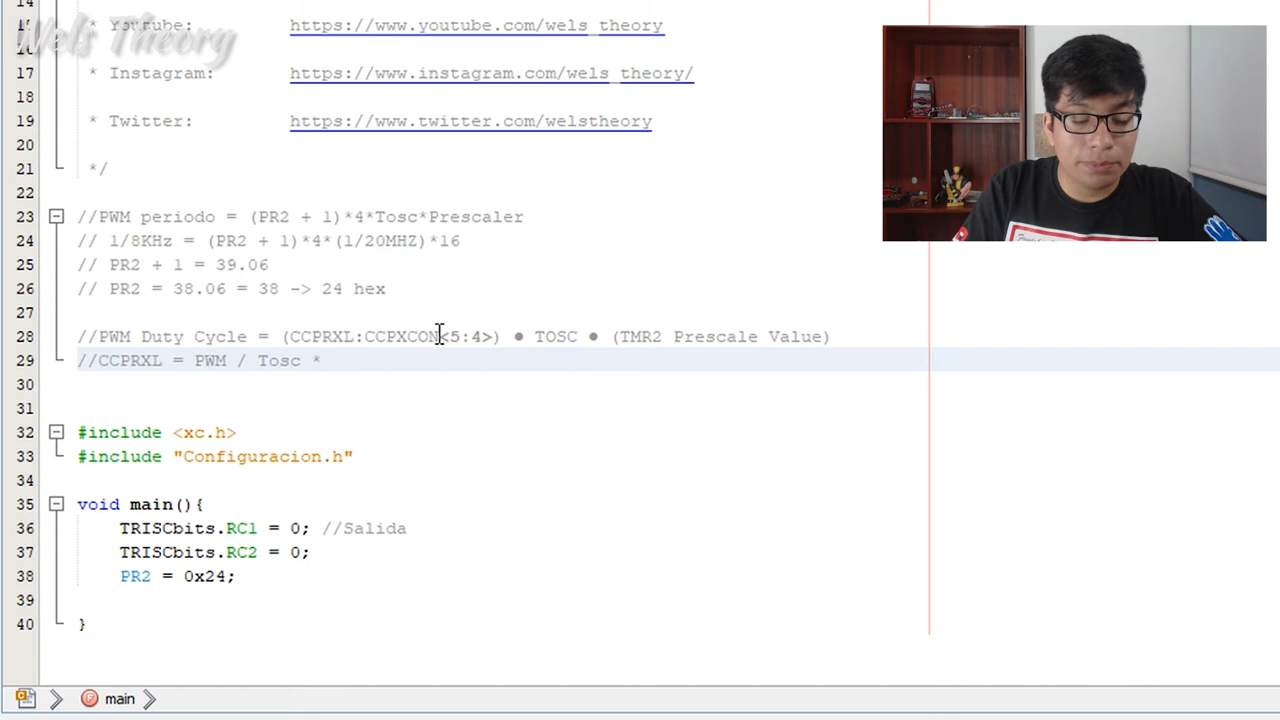 14
15 * Youtube: https://www.youtube.com/wels_theory
Wels Theory
16
17 * Instagram: https://www.instagram.com/wels_theory/
18
19 * Twitter: https://www.twitter.com/welstheory
20
21 */
22
23 //PWM periodo = (PR2 + 1)*4*Tosc*Prescaler
24 // 1/8KHz = (PR2 + 1)*4*(1/20MHZ)*16
25 // PR2 + 1 = 39.06
26 // PR2 = 38.06 = 38 -> 24 hex
27
28 //PWM Duty Cycle = (CCPRXL:CCPXCON<5:4>) ● TOSC ● (TMR2 Prescale Value)
29 //CCPRXL = PWM / Tosc *
30
31
32 #include <xc.h>
33 #include "Configuracion.h"
34
35 void main(){
36 TRISCbits.RC1 = 0; //Salida
37 TRISCbits.RC2 = 0;
38 PR2 = 0x24;
39
40 }
main